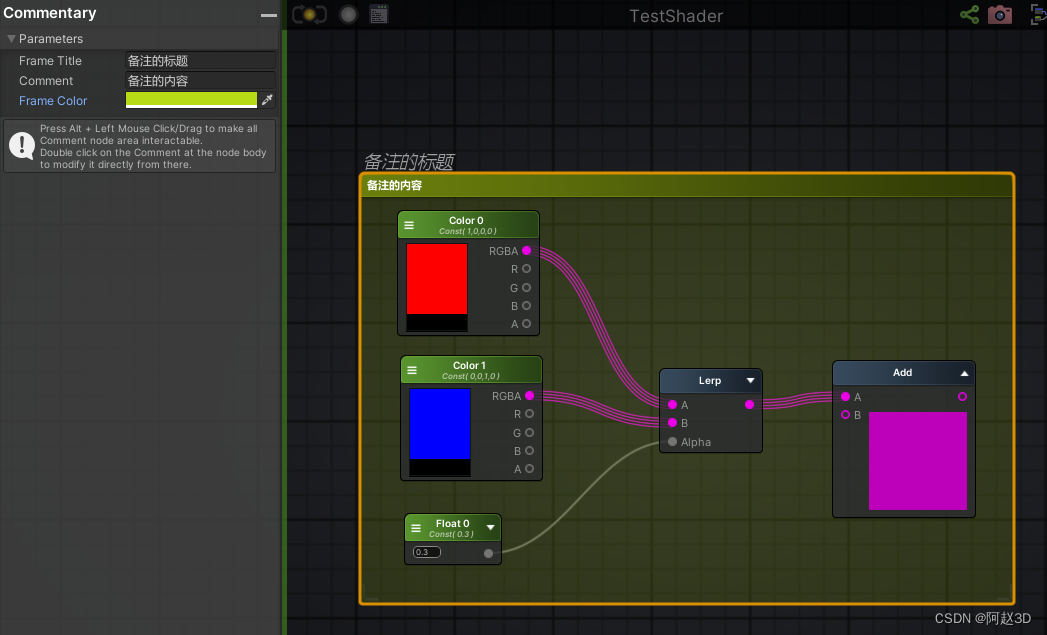 Commentary
Parameters
Frame Title 备注的标题
Comment 备注的内容
Frame Color
Press Alt + Left Mouse Click/Drag to make all
Comment node area interactable.
Double click on the Comment at the node body
to modify it directly from there.
TestShader
备注的标题
备注的内容
Color 0
Const( 1,0,0,0 )
RGBA
R
G
B
A
Color 1
Const( 0,0,1,0 )
RGBA
R
G
B
A
Float 0
Const( 0.3 )
0.3
Lerp
A
B
Alpha
Add
A
B
CSDN @阿赵3D